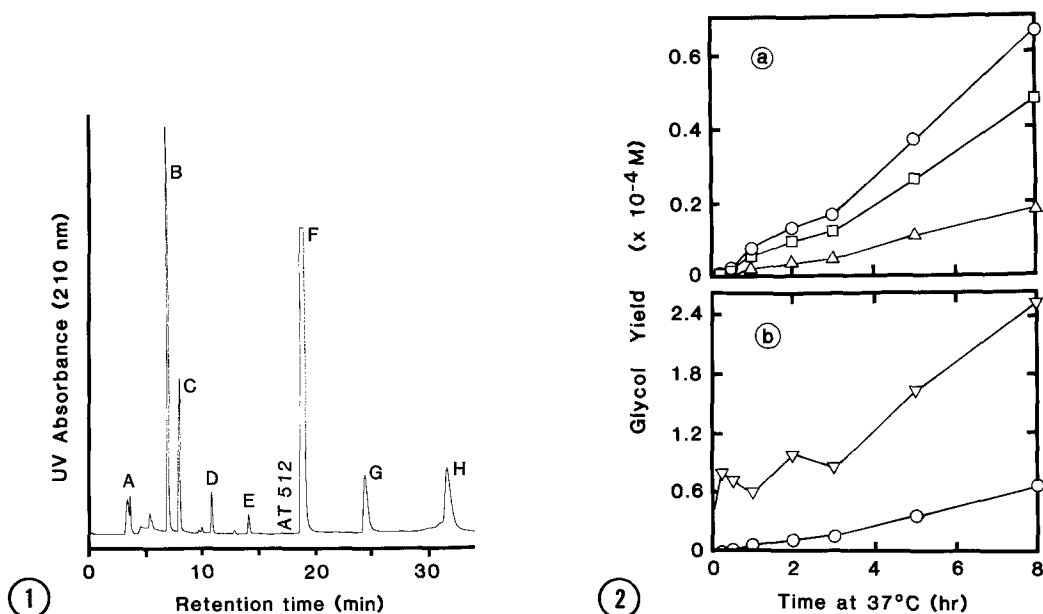 UV Absorbance (210 nm)
A
B
C
D
E
AT 512
F
G
H
0
10
20
30
Retention time (min)
1
a
0.6
0.4
0.2
0
(x 10⁻⁴ M)
b
2.4
1.8
1.2
0.6
0
Glycol Yield
0
2
4
6
8
Time at 37°C (hr)
2